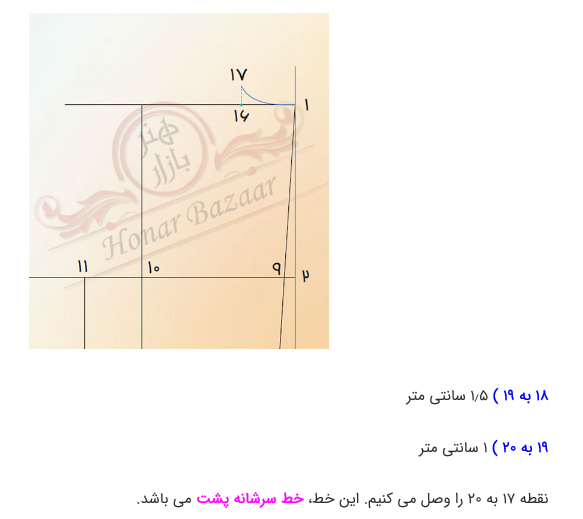 ۱۷
۱
۱۶
هنر
بازار
Honar Bazaar
۱۱
۱۰
۹
۲
۱۸ به ۱۹ ) ۱٫۵ سانتی متر
۱۹ به ۲۰ ) ۱ سانتی متر
نقطه ۱۷ به ۲۰ را وصل می کنیم. این خط، خط سرشانه پشت می باشد.